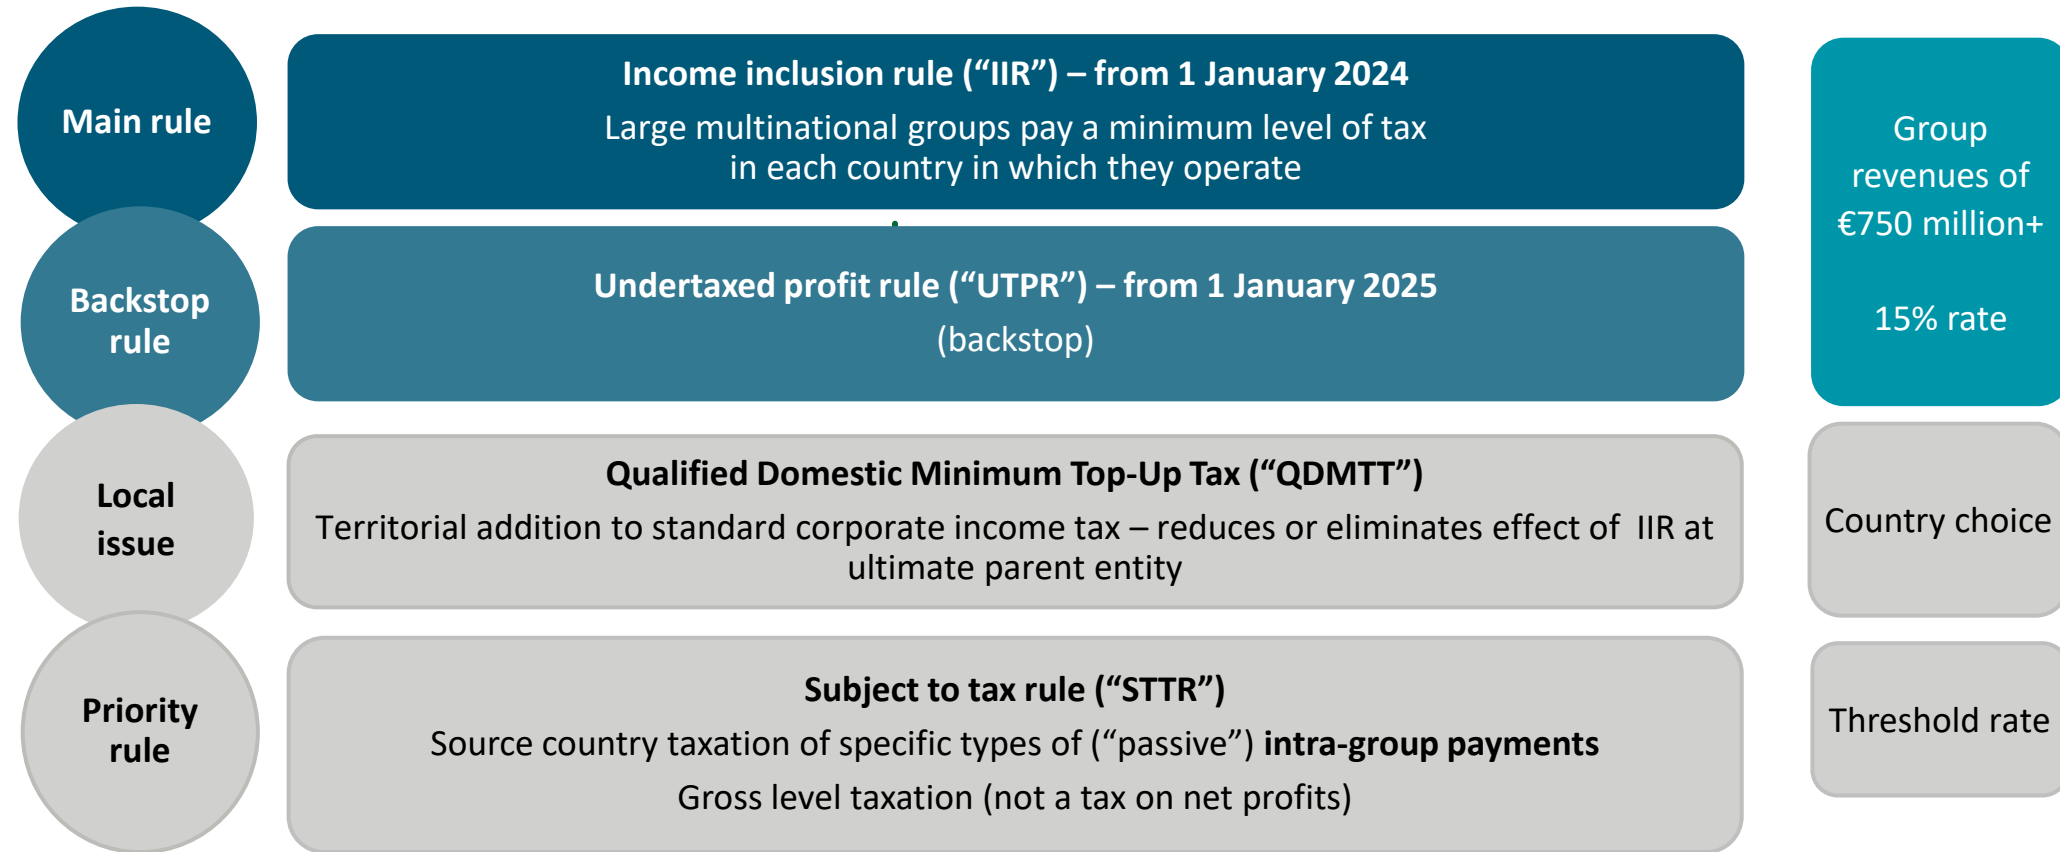 Main rule
Income inclusion rule (“IIR”) – from 1 January 2024
Large multinational groups pay a minimum level of tax
in each country in which they operate
Group
revenues of
€750 million+
15% rate
Backstop
rule
Undertaxed profit rule (“UTPR”) – from 1 January 2025
(backstop)
Local
issue
Qualified Domestic Minimum Top-Up Tax (“QDMTT”)
Territorial addition to standard corporate income tax – reduces or eliminates effect of  IIR at
ultimate parent entity
Country choice
Priority
rule
Subject to tax rule (“STTR”)
Source country taxation of specific types of (“passive”) intra-group payments
Gross level taxation (not a tax on net profits)
Threshold rate